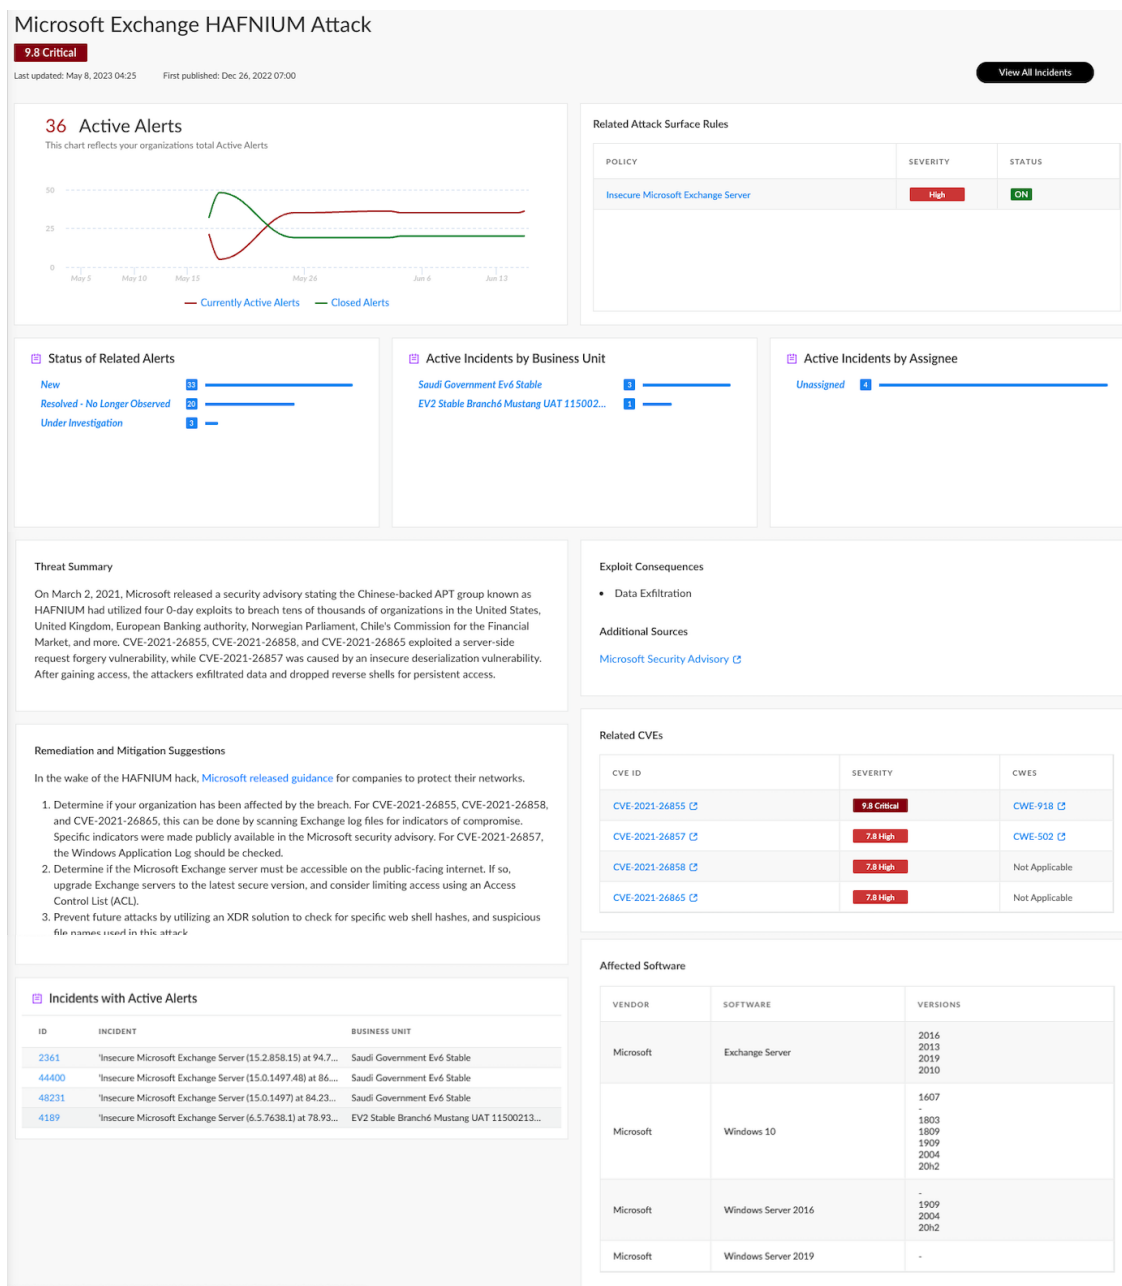 Microsoft Exchange HAFNIUM Attack
9.8 Critical
Last updated: May 8, 2023 04:25 First published: Dec 26, 2022 07:00
View All Incidents
36 Active Alerts
This chart reflects your organizations total Active Alerts
50
25
0
May 5 May 10 May 15 May 26 Jun 6 Jun 13
Currently Active Alerts Closed Alerts
Related Attack Surface Rules
POLICY SEVERITY STATUS
Insecure Microsoft Exchange Server High ON
Status of Related Alerts
New 33
Resolved - No Longer Observed 20
Under Investigation 3
Active Incidents by Business Unit
Saudi Government Ev6 Stable 3
EV2 Stable Branch6 Mustang UAT 115002... 1
Active Incidents by Assignee
Unassigned 4
Threat Summary
On March 2, 2021, Microsoft released a security advisory stating the Chinese-backed APT group known as
HAFNIUM had utilized four 0-day exploits to breach tens of thousands of organizations in the United States,
United Kingdom, European Banking authority, Norwegian Parliament, Chile's Commission for the Financial
Market, and more. CVE-2021-26855, CVE-2021-26858, and CVE-2021-26865 exploited a server-side
request forgery vulnerability, while CVE-2021-26857 was caused by an insecure deserialization vulnerability.
After gaining access, the attackers exfiltrated data and dropped reverse shells for persistent access.
Exploit Consequences
• Data Exfiltration
Additional Sources
Microsoft Security Advisory
Remediation and Mitigation Suggestions
In the wake of the HAFNIUM hack, Microsoft released guidance for companies to protect their networks.
1. Determine if your organization has been affected by the breach. For CVE-2021-26855, CVE-2021-26858,
and CVE-2021-26865, this can be done by scanning Exchange log files for indicators of compromise.
Specific indicators were made publicly available in the Microsoft security advisory. For CVE-2021-26857,
the Windows Application Log should be checked.
2. Determine if the Microsoft Exchange server must be accessible on the public-facing internet. If so,
upgrade Exchange servers to the latest secure version, and consider limiting access using an Access
Control List (ACL).
3. Prevent future attacks by utilizing an XDR solution to check for specific web shell hashes, and suspicious
file names used in this attack
Related CVEs
CVE ID SEVERITY CWES
CVE-2021-26855 9.8 Critical CWE-918
CVE-2021-26857 7.8 High CWE-502
CVE-2021-26858 7.8 High Not Applicable
CVE-2021-26865 7.8 High Not Applicable
Incidents with Active Alerts
ID INCIDENT BUSINESS UNIT
2361 'Insecure Microsoft Exchange Server (15.2.858.15) at 94.7... Saudi Government Ev6 Stable
44400 'Insecure Microsoft Exchange Server (15.0.1497.48) at 86.... Saudi Government Ev6 Stable
48231 'Insecure Microsoft Exchange Server (15.0.1497) at 84.23... Saudi Government Ev6 Stable
4189 'Insecure Microsoft Exchange Server (6.5.7638.1) at 78.93... EV2 Stable Branch6 Mustang UAT 11500213...
Affected Software
VENDOR SOFTWARE VERSIONS
Microsoft Exchange Server
2016
2013
2019
2010
Microsoft Windows 10
1607
-
1803
1809
1909
2004
20h2
Microsoft Windows Server 2016
-
1909
2004
20h2
Microsoft Windows Server 2019 -